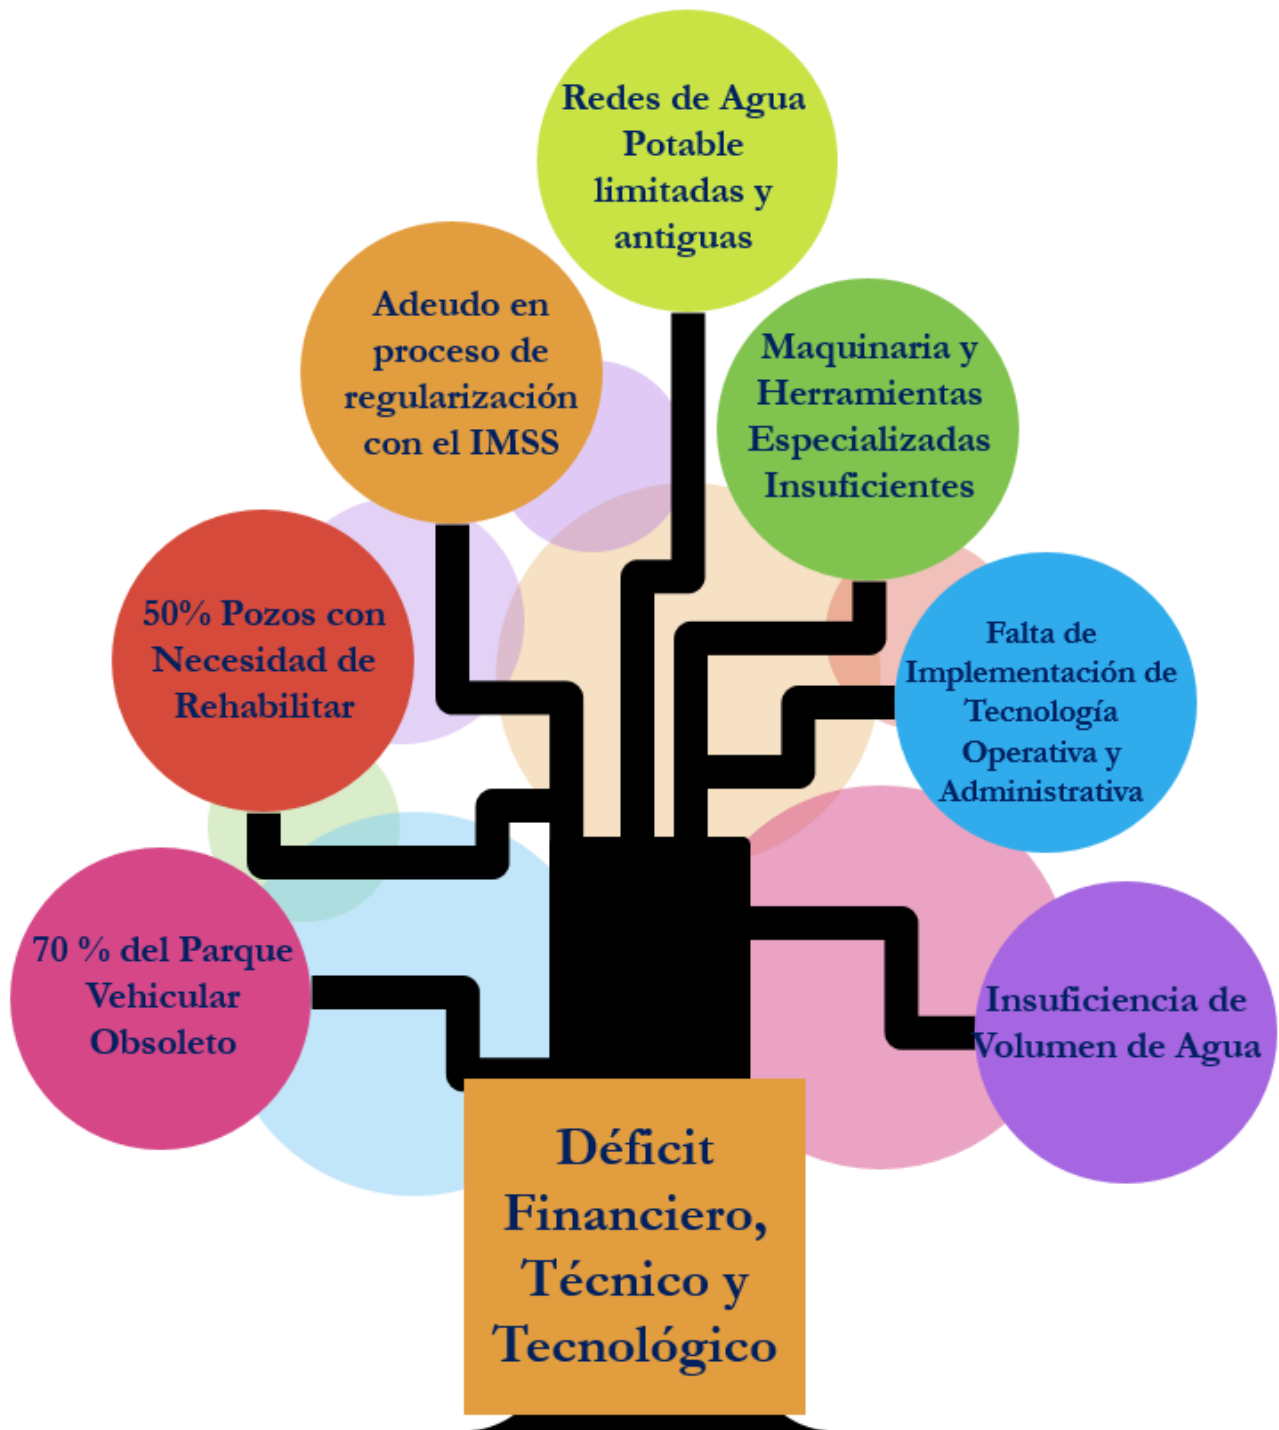 Redes de Agua
Potable
limitadas y
antiguas
Adeudo en
proceso de
regularización
con el IMSS
Maquinaria y
Herramientas
Especializadas
Insuficientes
50% Pozos con
Necesidad de
Rehabilitar
Falta de
Implementación de
Tecnología
Operativa y
Administrativa
70 % del Parque
Vehicular
Obsoleto
Insuficiencia de
Volumen de Agua
Déficit
Financiero,
Técnico y
Tecnológico